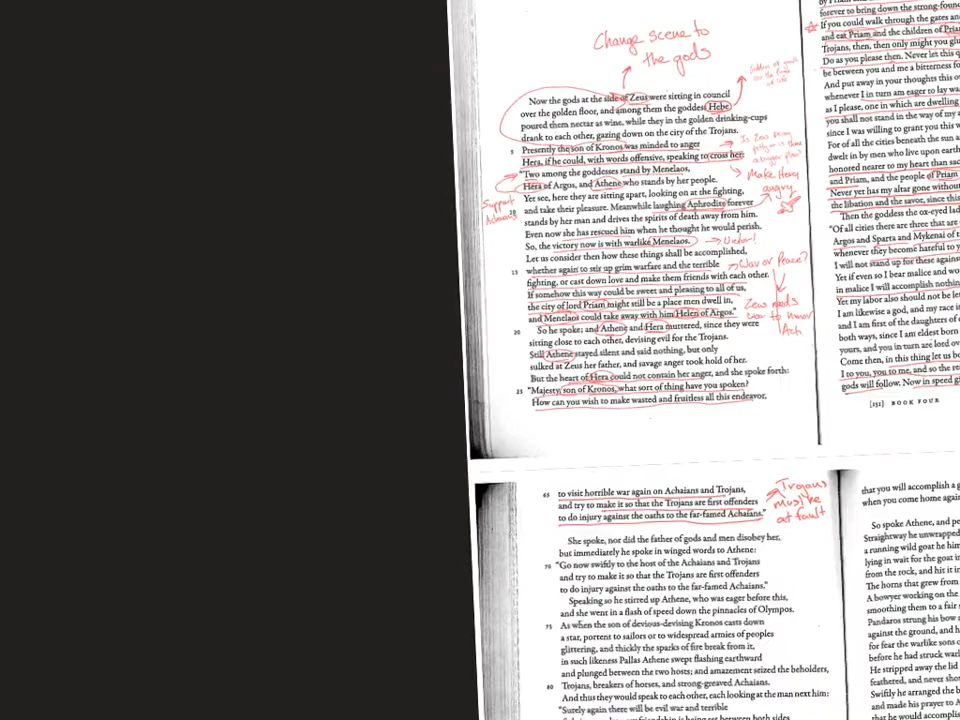 Change scene to
the gods
Now the gods at the side of Zeus were sitting in council
over the golden floor, and among them the goddess Hebe
poured them nectar as wine, while they in the golden drinking-cups
drank to each other, gazing down on the city of the Trojans.
5 Presently the son of Kronos was minded to anger
Hera, if he could, with words offensive, speaking to cross her:
"Two among the goddesses stand by Menelaos,
Hera of Argos, and Athene who stands by her people.
Yet see, here they are sitting apart, looking on at the fighting,
10 and take their pleasure. Meanwhile laughing Aphrodite forever
stands by her man and drives the spirits of death away from him.
Even now she has rescued him when he thought he would perish.
So, the victory now is with warlike Menelaos.
Let us consider then how these things shall be accomplished,
15 whether again to stir up grim warfare and the terrible
fighting, or cast down love and make them friends with each other.
If somehow this way could be sweet and pleasing to all of us,
the city of lord Priam might still be a place men dwell in,
and Menelaos could take away with him Helen of Argos."
20 So he spoke; and Athene and Hera muttered, since they were
sitting close to each other, devising evil for the Trojans.
Still Athene stayed silent and said nothing, but only
sulked at Zeus her father, and savage anger took hold of her.
But the heart of Hera could not contain her anger, and she spoke forth:
25 "Majesty, son of Kronos, what sort of thing have you spoken?
How can you wish to make wasted and fruitless all this endeavor,
Support
Make Hera
angry
Victor!
War or Peace?
Zeus needs
war to honor
Ach.
forever to bring down the strong-foun
If you could walk through the gates an
and eat Priam and the children of Pria
Trojans, then, then only might you glu
Do as you please then. Never let this q
be between you and me a bitterness fo
And put away in your thoughts this o
whenever I in turn am eager to lay wa
as I please, one in which are dwelling
you shall not stand in the way of my a
since I was willing to grant you this w
For of all the cities beneath the sun a
dwelt in by men who live upon earth
honored nearer to my heart than sac
and Priam, and the people of Priam
Never yet has my altar gone withou
the libation and the savor, since this
Then the goddess the ox-eyed lad
"Of all cities there are three that are
Argos and Sparta and Mykenai of t
whenever they become hateful to y
I will not stand up for these against
Yet if even so I bear malice and wo
in malice I will accomplish nothin
Yet my labor also should not be le
I am likewise a god, and my race i
and I am first of the daughters of
both ways, since I am eldest born
yours, and you in turn are lord ov
Come then, in this thing let us bo
I to you, you to me, and so the re
gods will follow. Now in speed gi
[131] BOOK FOUR
65 to visit horrible war again on Achaians and Trojans,
and try to make it so that the Trojans are first offenders
to do injury against the oaths to the far-famed Achaians."
Trojans
must be
at fault
She spoke, nor did the father of gods and men disobey her,
but immediately he spoke in winged words to Athene:
70 "Go now swiftly to the host of the Achaians and Trojans
and try to make it so that the Trojans are first offenders
to do injury against the oaths to the far-famed Achaians."
Speaking so he stirred up Athene, who was eager before this,
and she went in a flash of speed down the pinnacles of Olympos.
75 As when the son of devious-devising Kronos casts down
a star, portent to sailors or to widespread armies of peoples
glittering, and thickly the sparks of fire break from it,
in such likeness Pallas Athene swept flashing earthward
and plunged between the two hosts; and amazement seized the beholders,
80 Trojans, breakers of horses, and strong-greaved Achaians.
And thus they would speak to each other, each looking at the man next him:
"Surely again there will be evil war and terrible
that you will accomplish a g
when you come home again
So spoke Athene, and pe
Straightway he unwrapped
a running wild goat he him
lying in wait for the goat in
from the rock, and hit it in
The horns that grew from
A bowyer working on the
smoothing them to a fair s
Pandaros strung his bow a
against the ground, and h
for fear the warlike sons o
before he had struck warl
He stripped away the lid
feathered, and never shot
Swiftly he arranged the b
and made his prayer to A
that he would accomplis